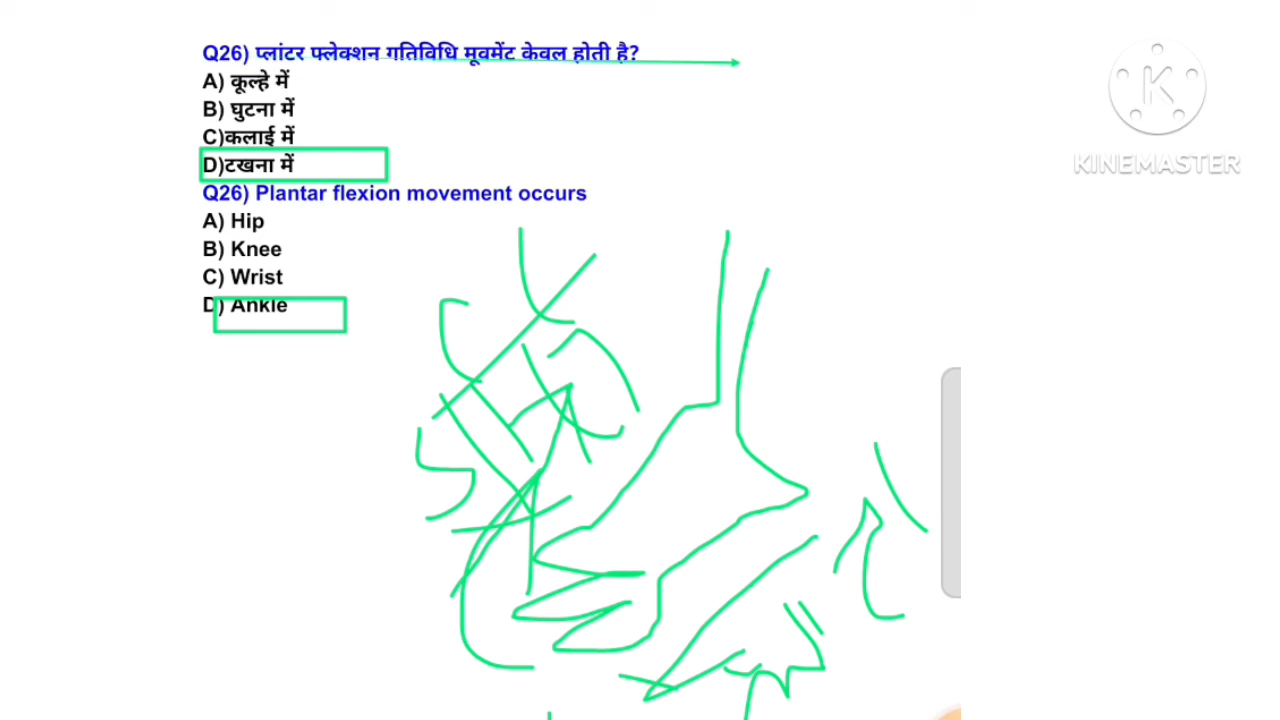 Q26) प्लांटर फ्लेक्शन गतिविधि मूवमेंट केवल होती है?
A) कूल्हे में
B) घुटना में
C)कलाई में
D)टखना में
Q26) Plantar flexion movement occurs
A) Hip
B) Knee
C) Wrist
D) Ankle
K
KINEMASTER